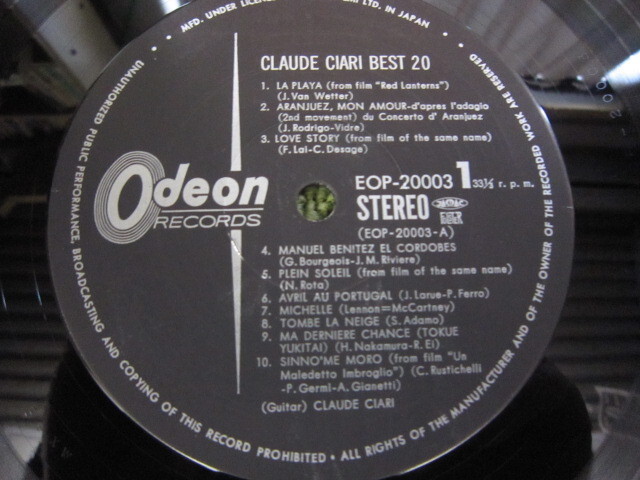 MFD. UNDER LICENSE LTD. IN JAPAN •
CLAUDE CIARI BEST 20
1. LA PLAYA (from film "Red Lanterns")
(J. Van Wetter)
2. ARANJUEZ, MON AMOUR-d'apres l'adagio
(2nd movement) du Concerto d' Aranjuez
(J. Rodrigo-Vidre)
3. LOVE STORY (from film of the same name)
(F. Lai-C. Desage)
Odeon
RECORDS
EOP-20003 1 33⅓ r. p. m.
STEREO
(EOP-20003-A)
4. MANUEL BENITEZ EL CORDOBES
(G. Bourgeois-J. M. Riviere)
5. PLEIN SOLEIL (from film of the same name)
(N. Rota)
6. AVRIL AU PORTUGAL (J. Larue-P. Ferro)
7. MICHELLE (Lennon=McCartney)
8. TOMBE LA NEIGE (S. Adamo)
9. MA DERNIERE CHANCE (TOKUE
YUKITAI) (H. Nakamura-R. Ei)
10. SINNO'ME MORO (from film "Un
Maledetto Imbroglio") (C. Rustichelli
-P. Germi-A. Gianetti)
(Guitar) CLAUDE CIARI
UNAUTHORIZED PUBLIC PERFORMANCE, BROADCASTING AND COPYING OF THIS RECORD PROHIBITED • ALL RIGHTS OF THE MANUFACTURER AND OF THE OWNER OF THE RECORDED WORK ARE RESERVED